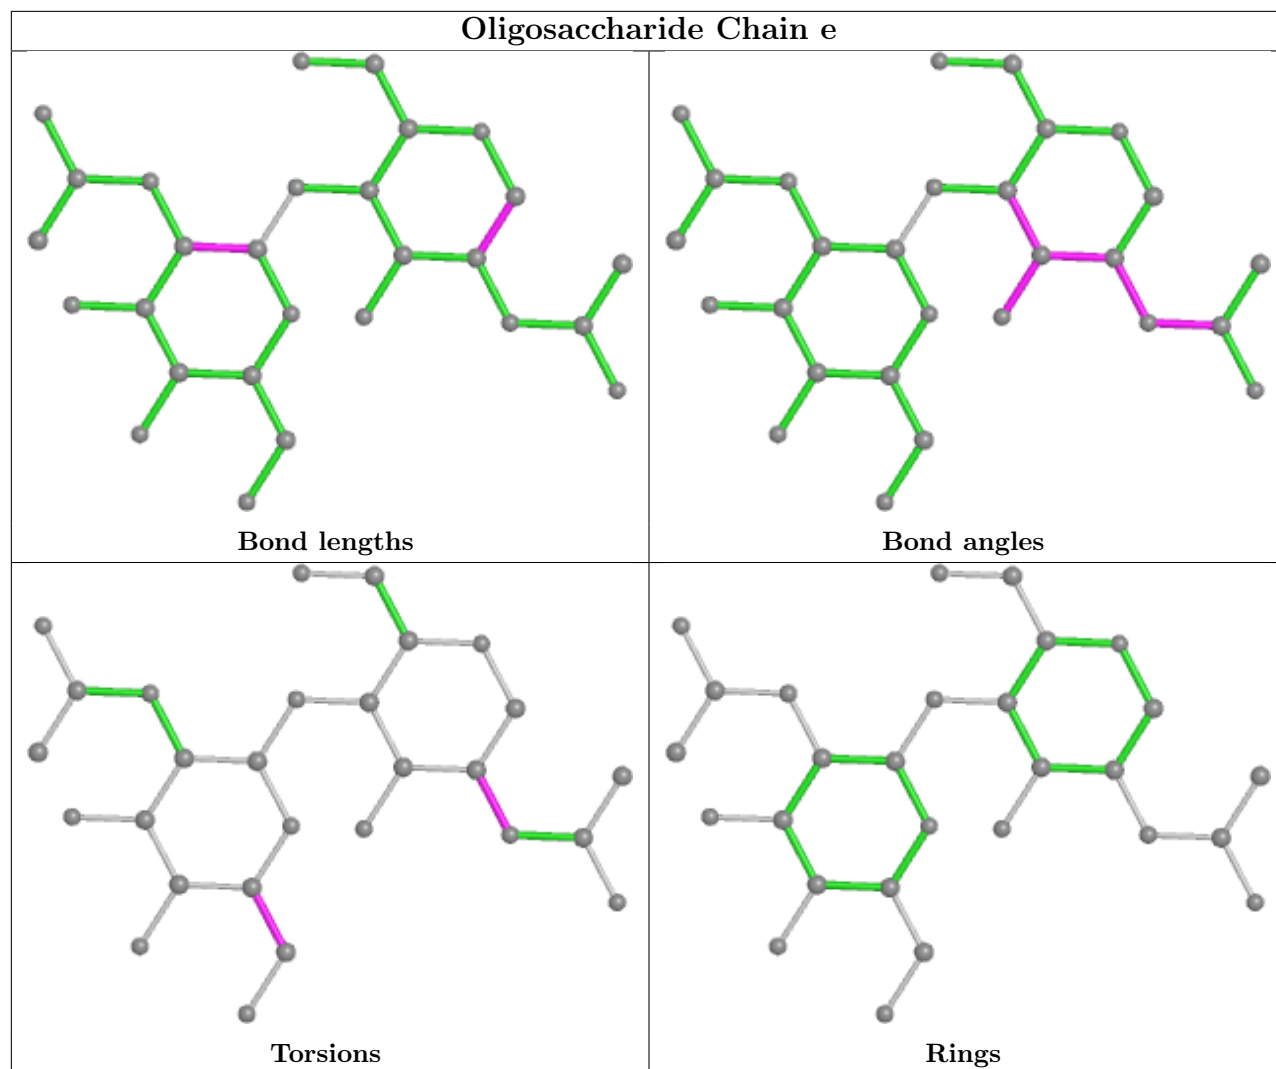 Oligosaccharide Chain e
Bond lengths
Bond angles
Torsions
Rings